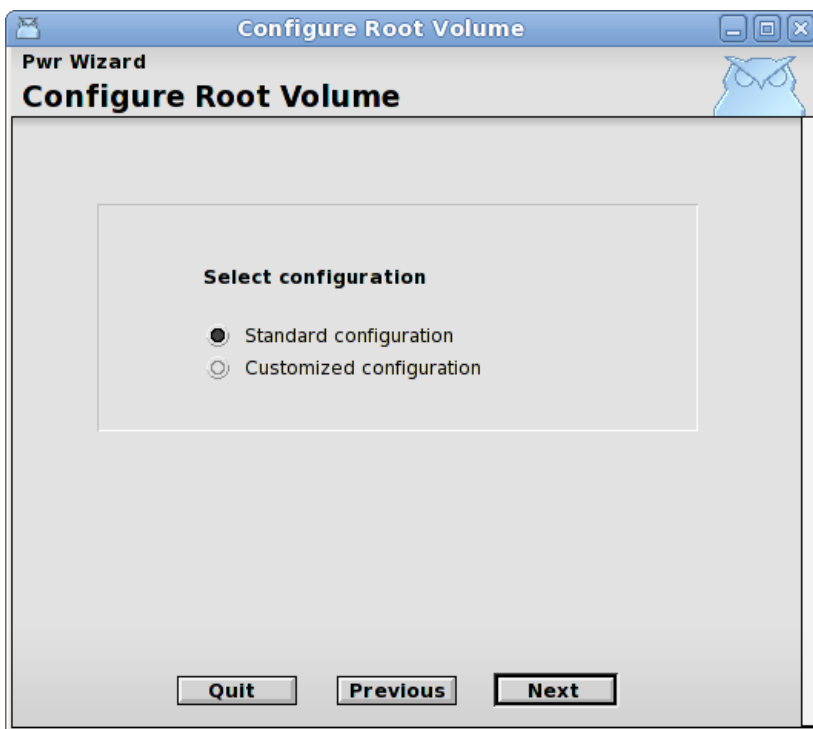 Configure Root Volume
Pwr Wizard
Configure Root Volume
Select configuration
Standard configuration
Customized configuration
Quit Previous Next